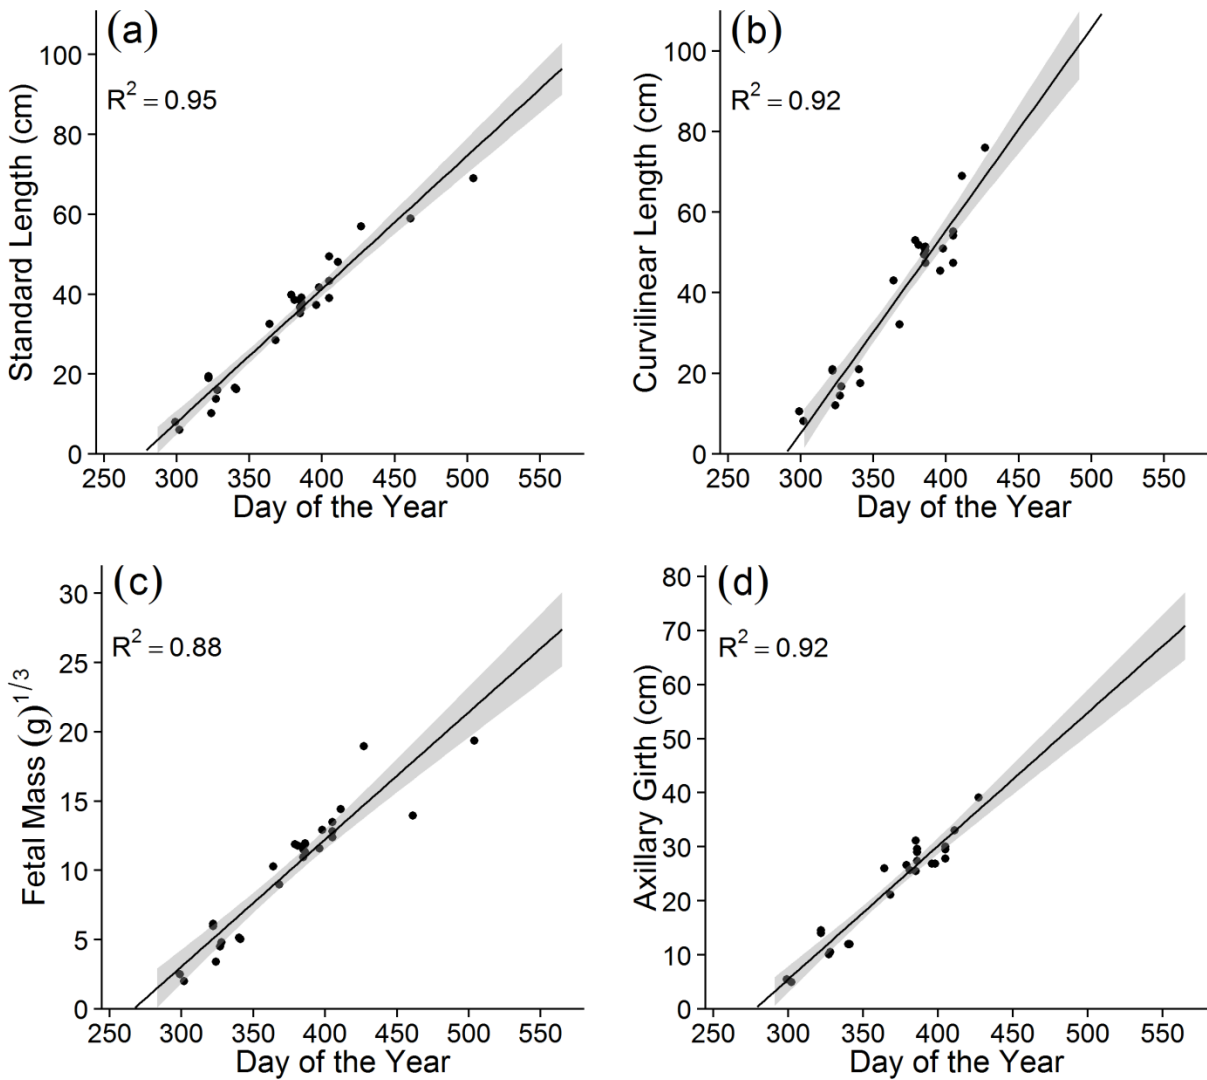 (a)
R² = 0.95
Standard Length (cm)
100
80
60
40
20
0
250 300 350 400 450 500 550
Day of the Year
(b)
R² = 0.92
Curvilinear Length (cm)
100
80
60
40
20
0
250 300 350 400 450 500 550
Day of the Year
(c)
R² = 0.88
Fetal Mass (g)^1/3
30
25
20
15
10
5
0
250 300 350 400 450 500 550
Day of the Year
(d)
R² = 0.92
Axillary Girth (cm)
80
70
60
50
40
30
20
10
0
250 300 350 400 450 500 550
Day of the Year